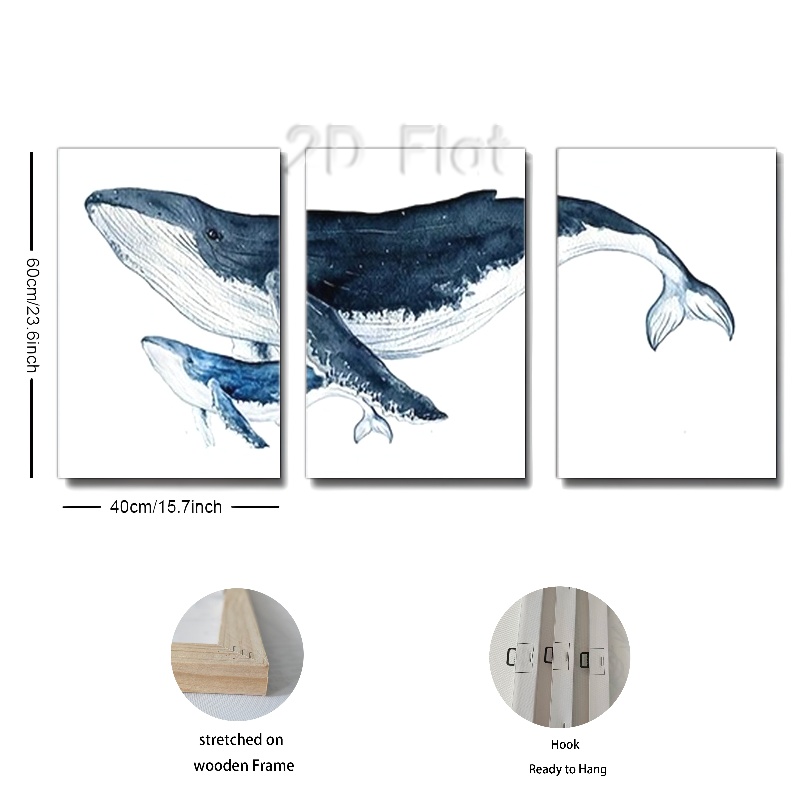 2D Flat
60cm/23.6inch
40cm/15.7inch
stretched on
wooden Frame
Hook
Ready to Hang